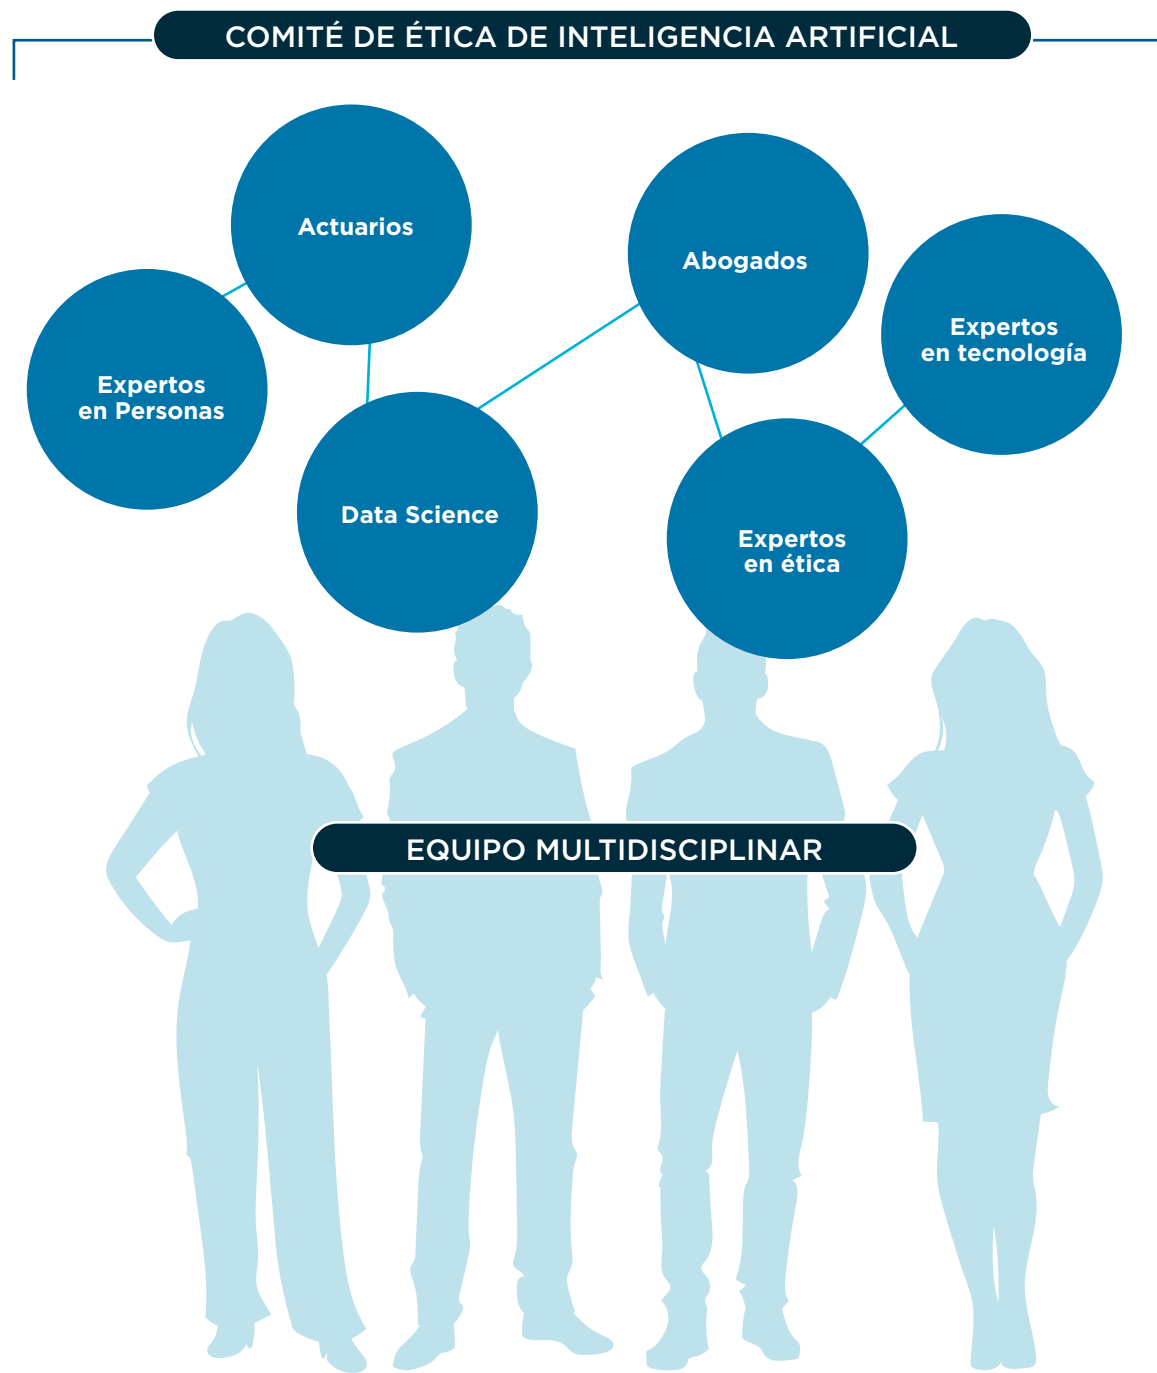 COMITÉ DE ÉTICA DE INTELIGENCIA ARTIFICIAL
Actuarios
Abogados
Expertos
en tecnología
Expertos
en Personas
Data Science
Expertos
en ética
EQUIPO MULTIDISCIPLINAR